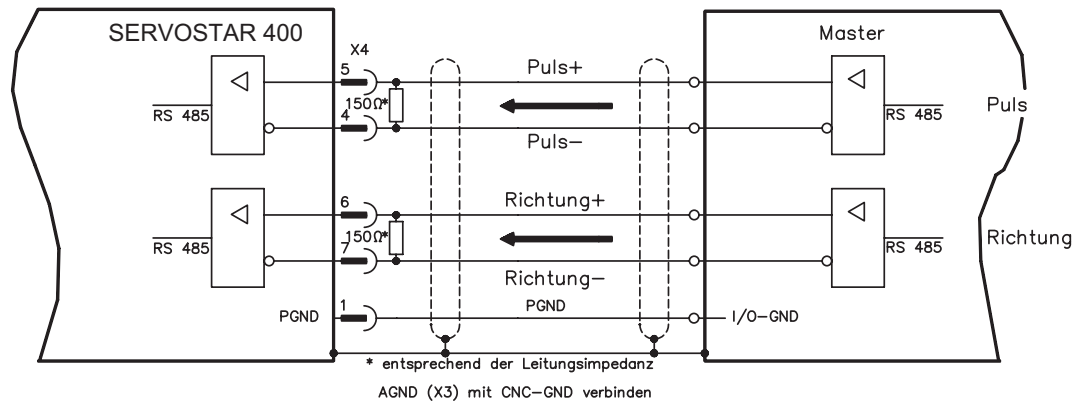 SERVOSTAR 400
X4
Master
5
Puls+
150Ω*
RS 485
RS 485
Puls
4
Puls-
6
Richtung+
150Ω*
RS 485
RS 485
Richtung
7
Richtung-
PGND
1
PGND
I/O-GND
* entsprechend der Leitungsimpedanz
AGND (X3) mit CNC-GND verbinden